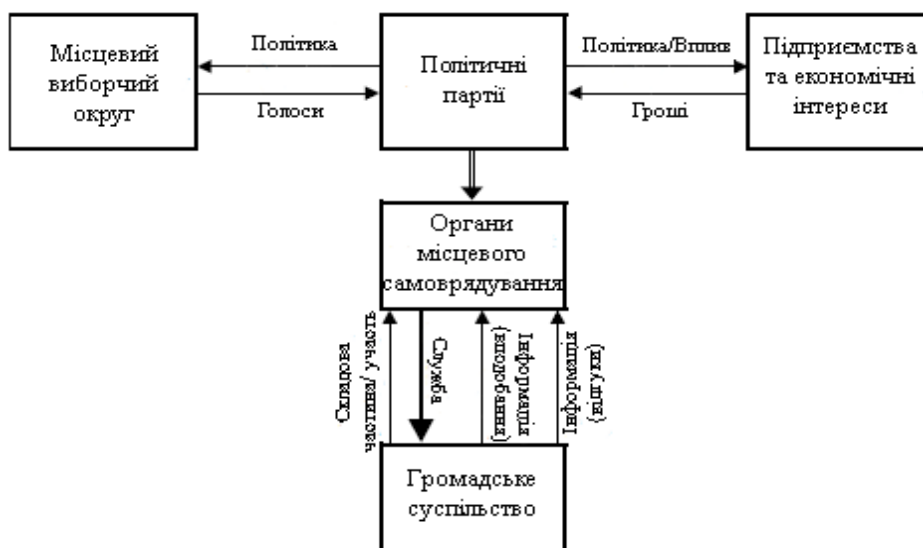 Місцевий
виборчий
округ
Політика
Голоси
Політичні
партії
Політика/Вплив
Гроші
Підприємства
та економічні
інтереси
Органи
місцевого
самоврядування
Складова
частина/ участь
Служба
Інформація
(вподобання)
Інформація
(відгуки)
Громадське
суспільство